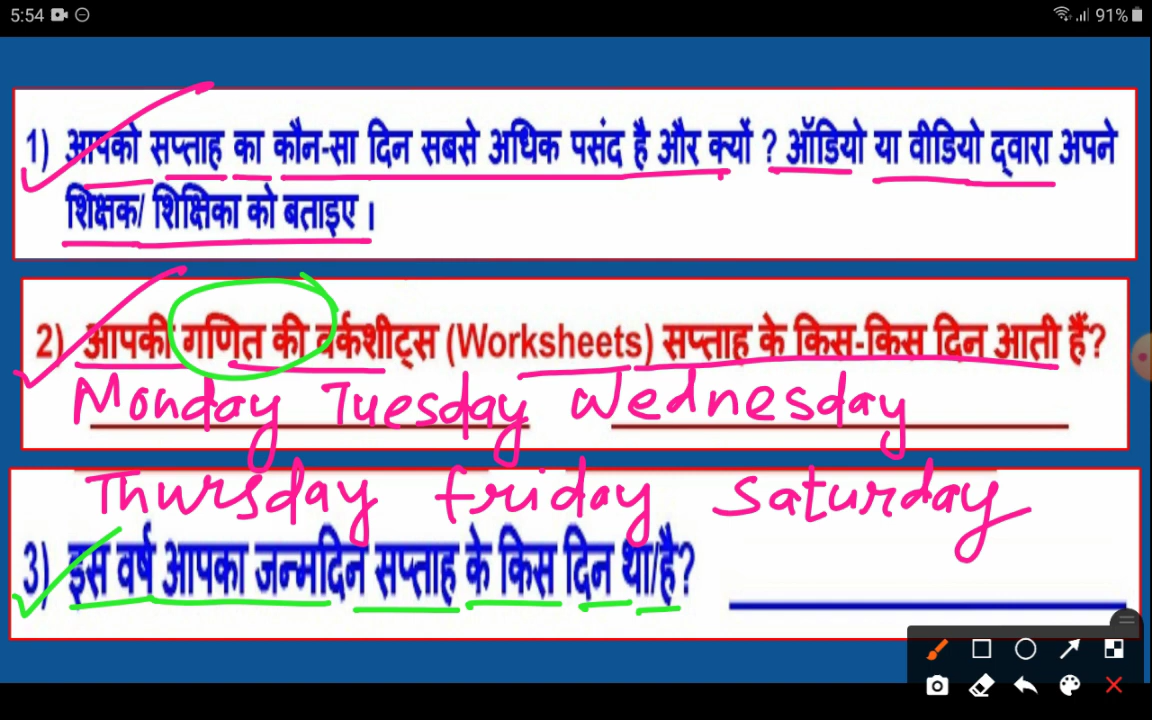 5:54
91%
1) आपको सप्ताह का कौन-सा दिन सबसे अधिक पसंद है और क्यों ? ऑडियो या वीडियो द्वारा अपने
शिक्षक/ शिक्षिका को बताइए ।
2) आपकी गणित की वर्कशीट्स (Worksheets) सप्ताह के किस-किस दिन आती हैं?
Monday Tuesday Wednesday
Thursday friday saturday
3) इस वर्ष आपका जन्मदिन सप्ताह के किस दिन था/है?